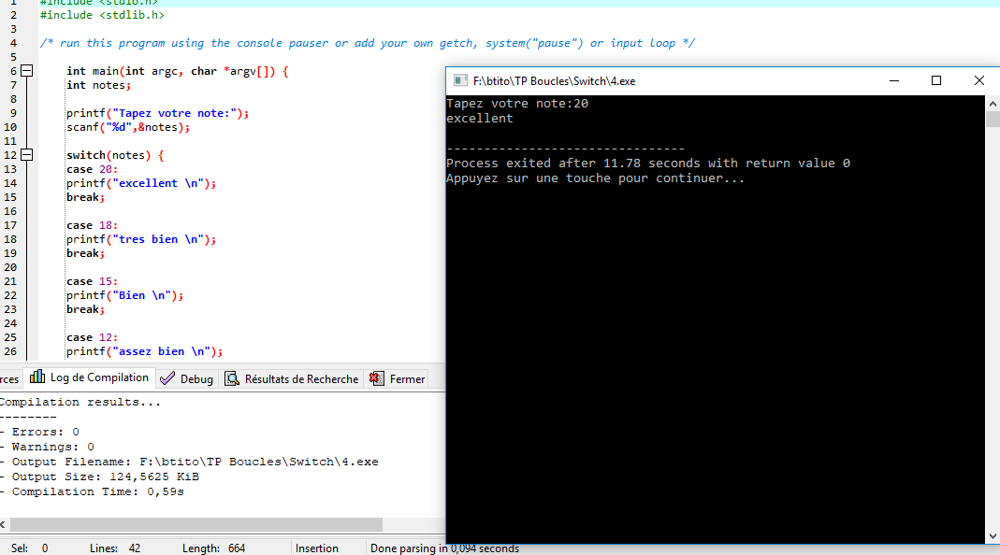 1 #include <stdio.h>
2 #include <stdlib.h>
3
4 /* run this program using the console pauser or add your own getch, system("pause") or input loop */
5
6 int main(int argc, char *argv[]) {
7 int notes;
8
9 printf("Tapez votre note:");
10 scanf("%d",&notes);
11
12 switch(notes) {
13 case 20:
14 printf("excellent \n");
15 break;
16
17 case 18:
18 printf("tres bien \n");
19 break;
20
21 case 15:
22 printf("Bien \n");
23 break;
24
25 case 12:
26 printf("assez bien \n");
F:\btito\TP Boucles\Switch\4.exe
Tapez votre note:20
excellent
--------------------------------
Process exited after 11.78 seconds with return value 0
Appuyez sur une touche pour continuer...
rces Log de Compilation Debug Résultats de Recherche Fermer
Compilation results...
--------
- Errors: 0
- Warnings: 0
- Output Filename: F:\btito\TP Boucles\Switch\4.exe
- Output Size: 124,5625 KiB
- Compilation Time: 0,59s
Sel: 0 Lines: 42 Length: 664 Insertion Done parsing in 0,094 seconds